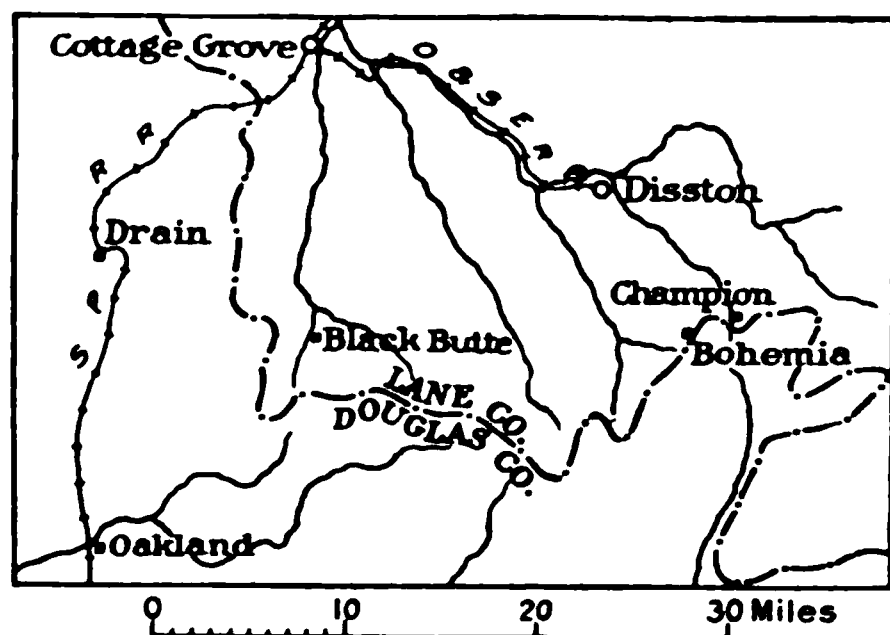 Cottage Grove
O & S E R R
Disston
S P R R
Drain
Champion
Black Butte
Bohemia
LANE CO.
DOUGLAS CO.
Oakland
0 10 20 30 Miles